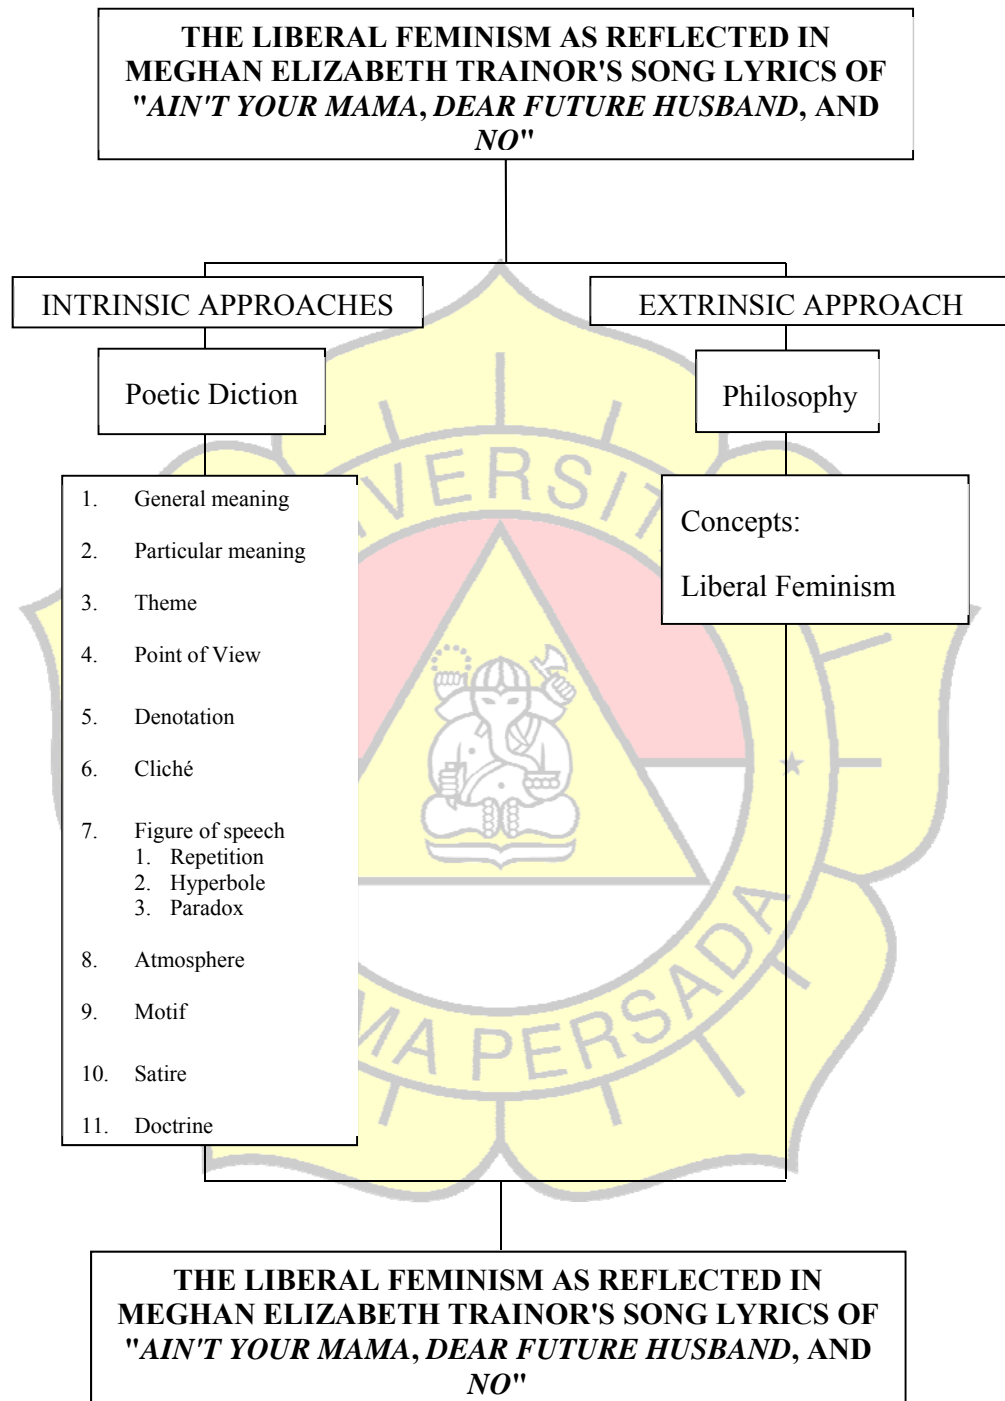 THE LIBERAL FEMINISM AS REFLECTED IN
MEGHAN ELIZABETH TRAINOR'S SONG LYRICS OF
"AIN'T YOUR MAMA, DEAR FUTURE HUSBAND, AND
NO"
INTRINSIC APPROACHES
EXTRINSIC APPROACH
Poetic Diction
Philosophy
1. General meaning
2. Particular meaning
3. Theme
4. Point of View
5. Denotation
6. Cliché
7. Figure of speech
1. Repetition
2. Hyperbole
3. Paradox
8. Atmosphere
9. Motif
10. Satire
11. Doctrine
Concepts:
Liberal Feminism
VERSIT
MA PERSADA
THE LIBERAL FEMINISM AS REFLECTED IN
MEGHAN ELIZABETH TRAINOR'S SONG LYRICS OF
"AIN'T YOUR MAMA, DEAR FUTURE HUSBAND, AND
NO"